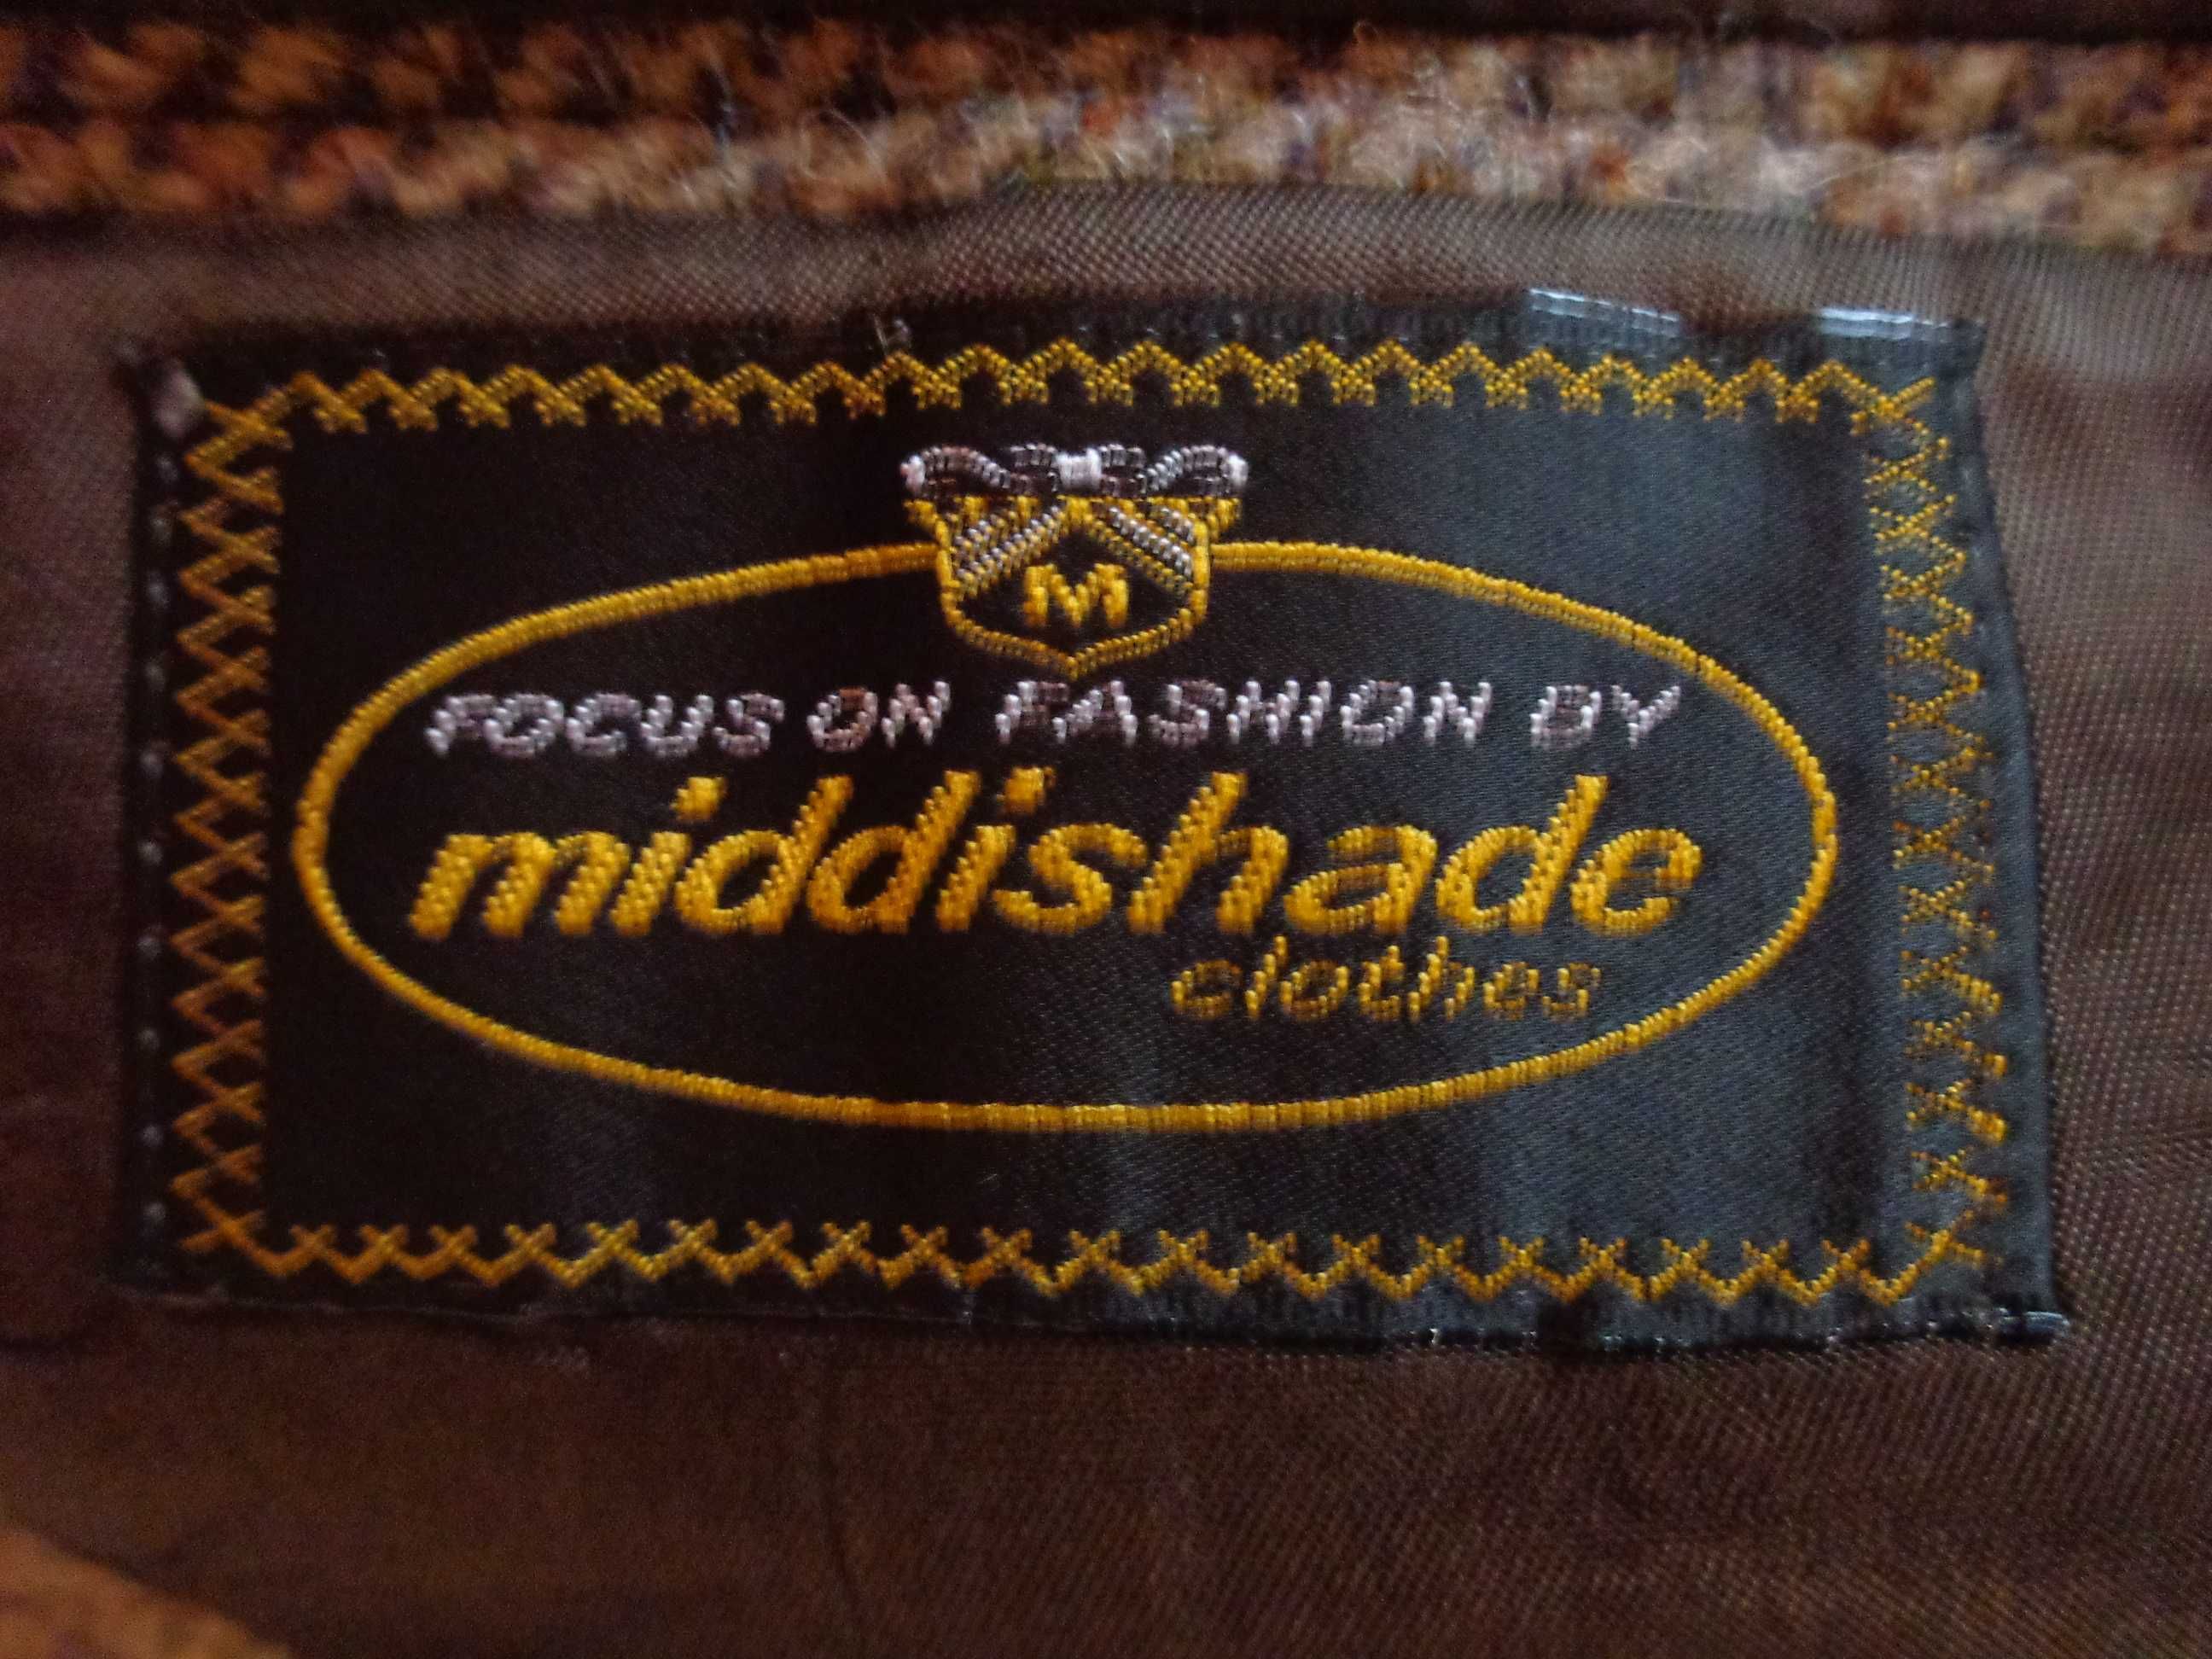 M
FOCUS ON FASHION BY
middishade
clothes